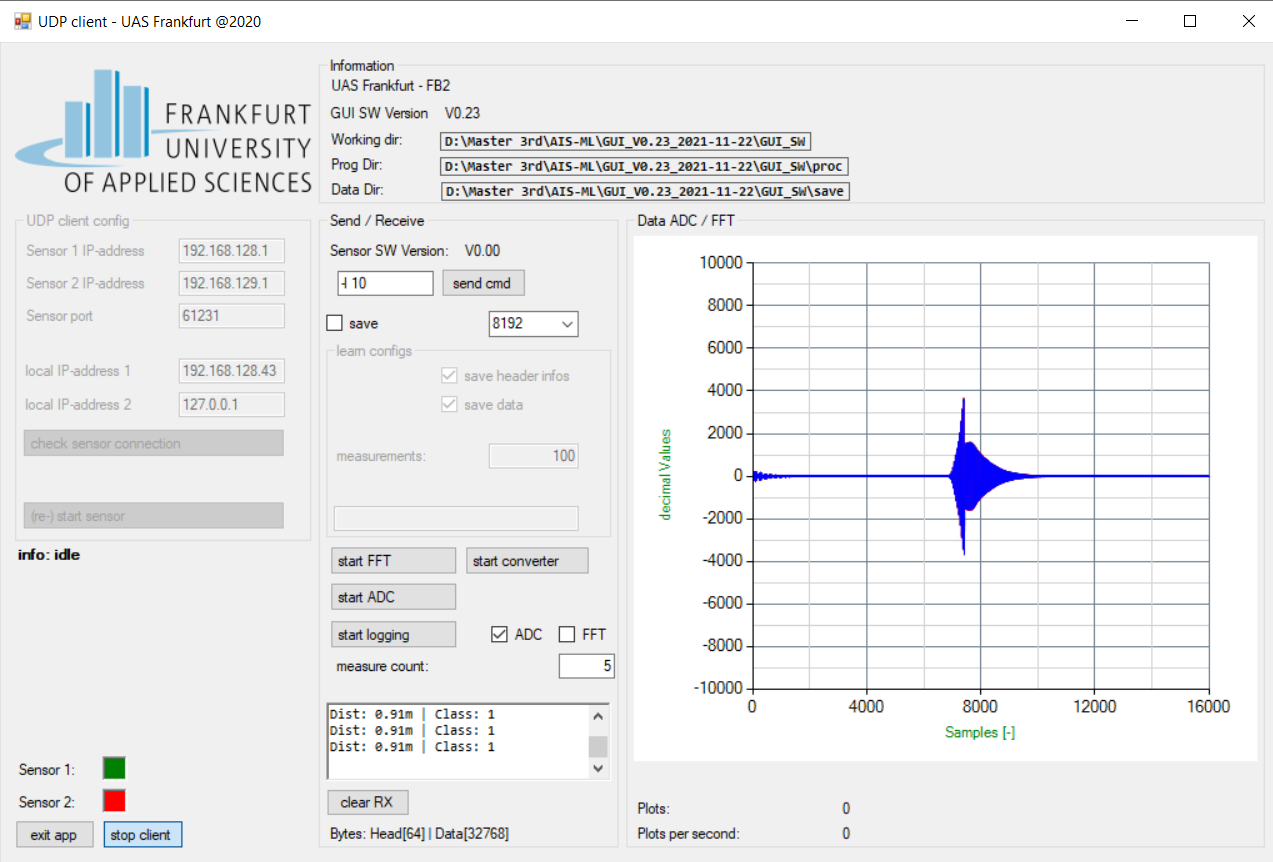 UDP client - UAS Frankfurt @2020
FRANKFURT
UNIVERSITY
OF APPLIED SCIENCES
Information
UAS Frankfurt - FB2
GUI SW Version V0.23
Working dir: D:\Master 3rd\AIS-ML\GUI_V0.23_2021-11-22\GUI_SW
Prog Dir: D:\Master 3rd\AIS-ML\GUI_V0.23_2021-11-22\GUI_SW\proc
Data Dir: D:\Master 3rd\AIS-ML\GUI_V0.23_2021-11-22\GUI_SW\save
UDP client config
Sensor 1 IP-address 192.168.128.1
Sensor 2 IP-address 192.168.129.1
Sensor port 61231
local IP-address 1 192.168.128.43
local IP-address 2 127.0.0.1
check sensor connection
(re-) start sensor
info: idle
Sensor 1:
Sensor 2:
exit app stop client
Send / Receive
Sensor SW Version: V0.00
-l 10 send cmd
save 8192
learn configs
save header infos
save data
measurements: 100
start FFT start converter
start ADC
start logging ADC FFT
measure count: 5
Dist: 0.91m | Class: 1
Dist: 0.91m | Class: 1
Dist: 0.91m | Class: 1
clear RX
Bytes: Head[64] | Data[32768]
Data ADC / FFT
10000
8000
6000
4000
2000
0
-2000
-4000
-6000
-8000
-10000
decimal Values
0 4000 8000 12000 16000
Samples [-]
Plots: 0
Plots per second: 0